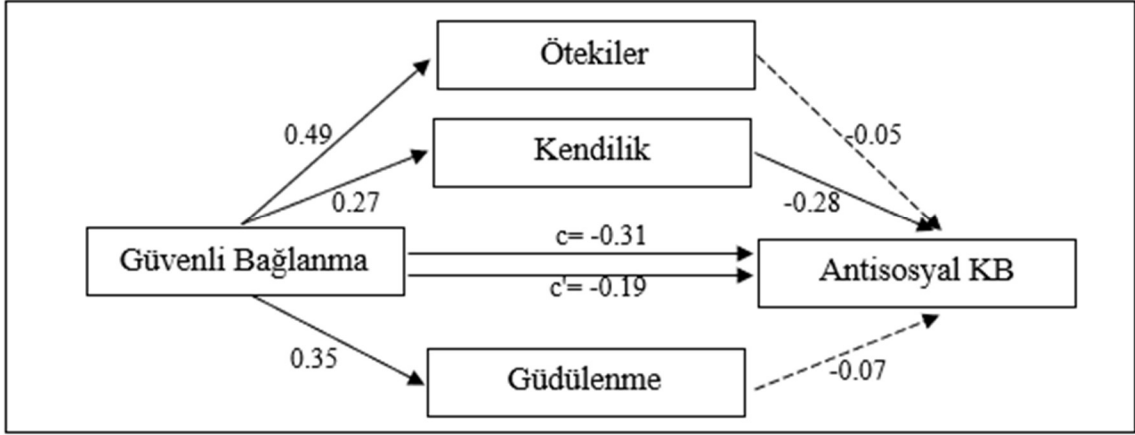 Ötekiler
0.49
-0.05
Kendilik
0.27
-0.28
Güvenli Bağlanma
c= -0.31
c'= -0.19
Antisosyal KB
0.35
Güdülenme
-0.07